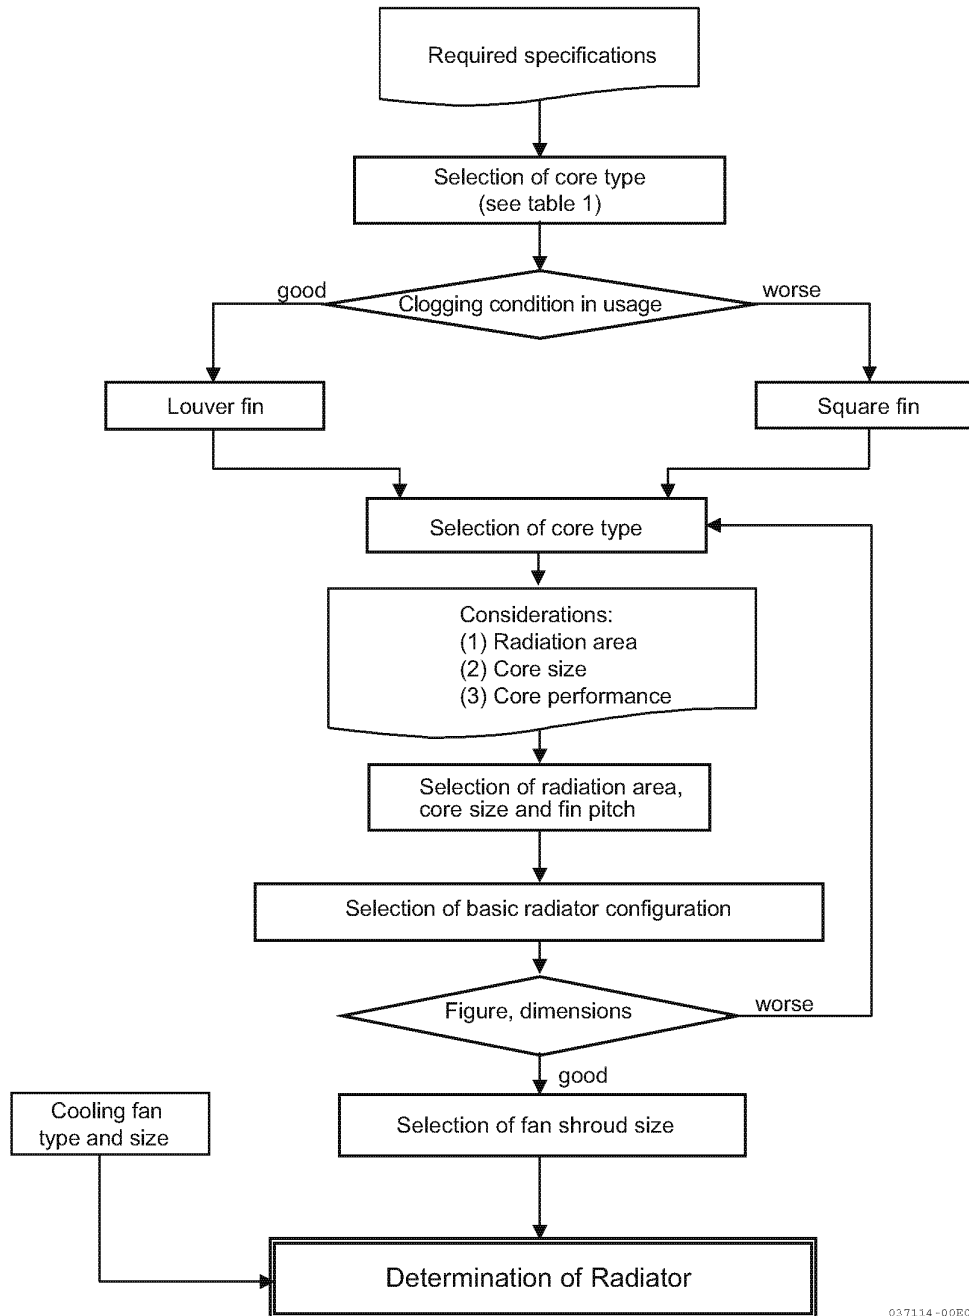 Required specifications
Selection of core type
(see table 1)
good
Clogging condition in usage
worse
Louver fin
Square fin
Selection of core type
Considerations:
(1) Radiation area
(2) Core size
(3) Core performance
Selection of radiation area,
core size and fin pitch
Selection of basic radiator configuration
Figure, dimensions
worse
good
Cooling fan
type and size
Selection of fan shroud size
Determination of Radiator